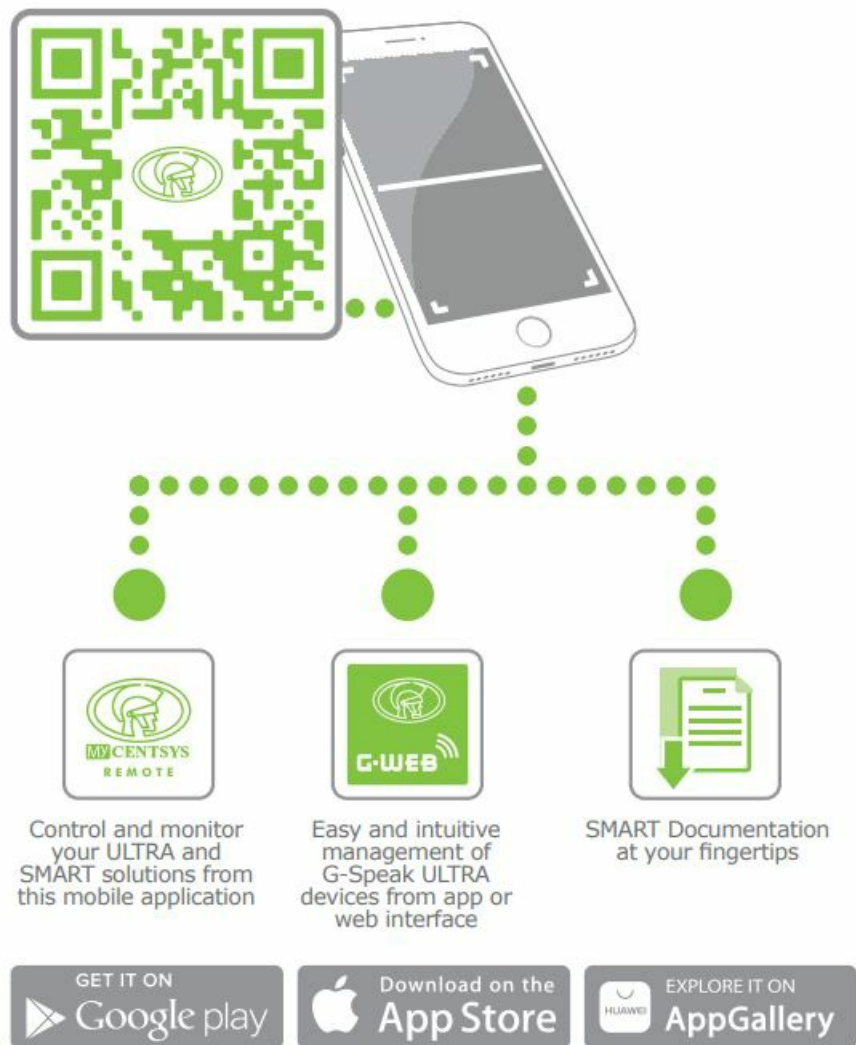 MY CENTSYS
REMOTE
Control and monitor
your ULTRA and
SMART solutions from
this mobile application
G·WEB
Easy and intuitive
management of
G-Speak ULTRA
devices from app or
web interface
SMART Documentation
at your fingertips
GET IT ON
Google play
Download on the
App Store
HUAWEI
EXPLORE IT ON
AppGallery